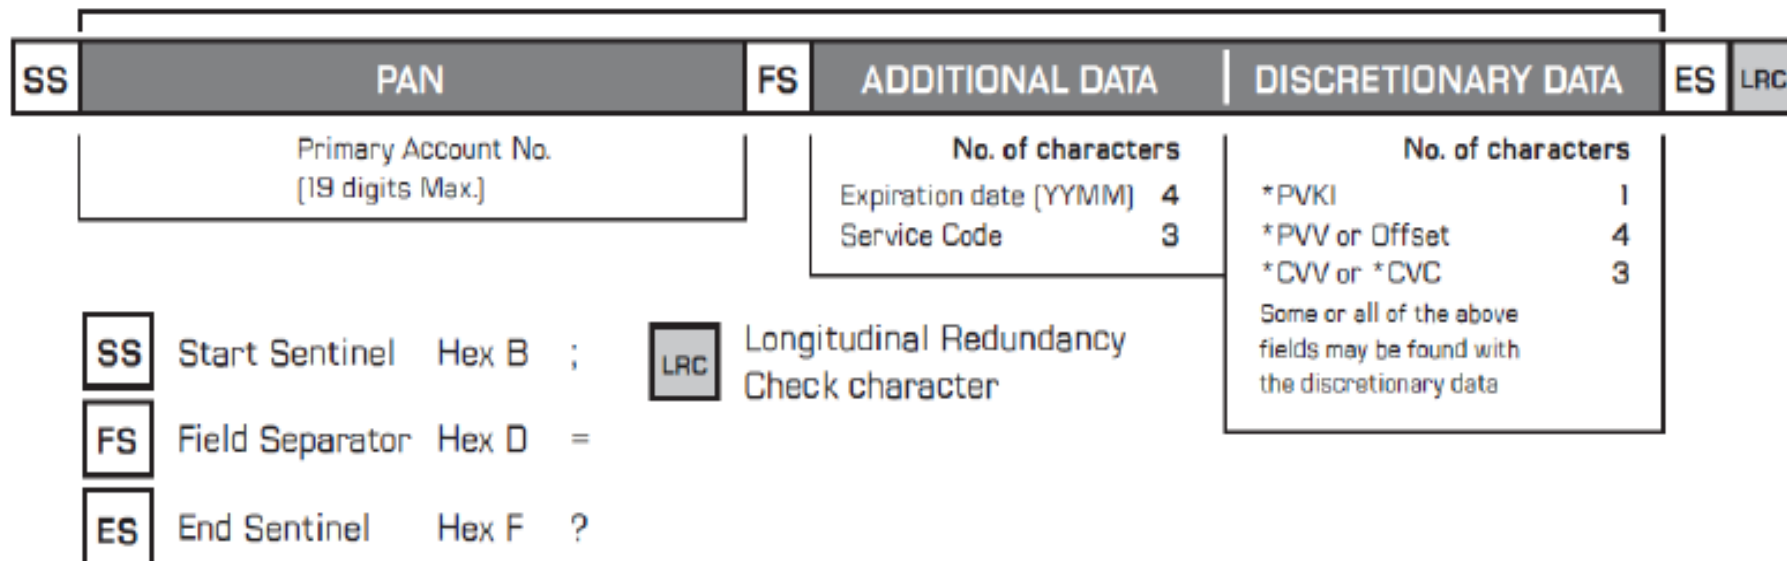 SS PAN FS ADDITIONAL DATA DISCRETIONARY DATA ES LRC
Primary Account No.
(19 digits Max.)
No. of characters
Expiration date (YYMM) 4
Service Code 3
No. of characters
*PVKI 1
*PVV or Offset 4
*CVV or *CVC 3
Some or all of the above
fields may be found with
the discretionary data
SS Start Sentinel Hex B ;
FS Field Separator Hex D =
ES End Sentinel Hex F ?
LRC Longitudinal Redundancy
Check character